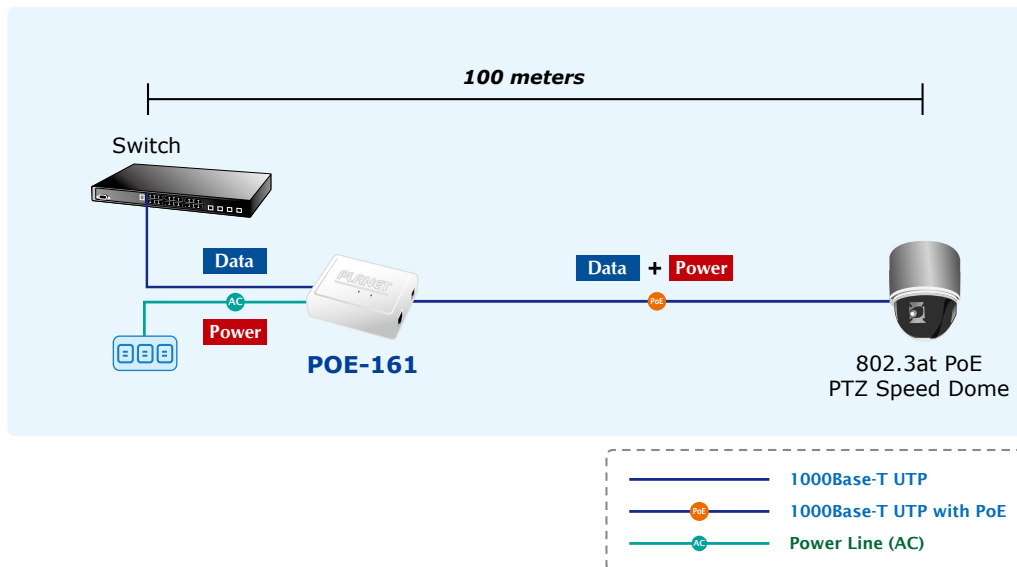 100 meters
Switch
Data
Data + Power
PLANET
AC
PoE
Power
POE-161
802.3at PoE
PTZ Speed Dome
1000Base-T UTP
PoE 1000Base-T UTP with PoE
AC Power Line (AC)